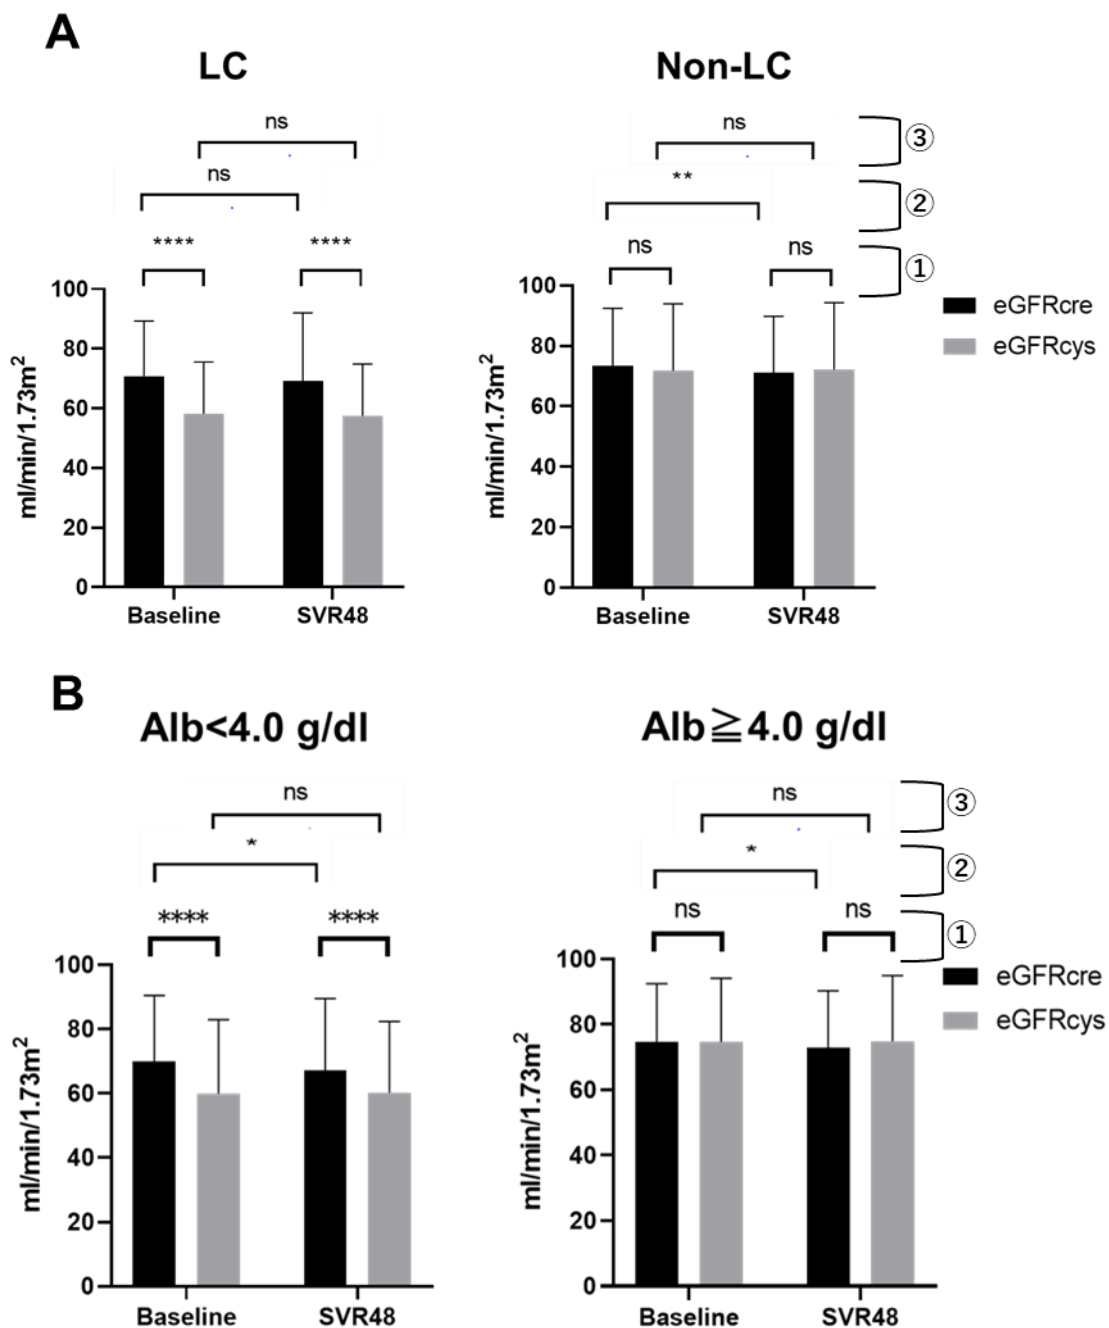 A
LC
Non-LC
ns
ns
③
ns
**
②
****
****
ns
ns
①
100
80
60
40
20
0
ml/min/1.73m²
Baseline
SVR48
100
80
60
40
20
0
ml/min/1.73m²
Baseline
SVR48
eGFRcre
eGFRcys
B
Alb<4.0 g/dl
Alb≧4.0 g/dl
ns
ns
③
*
*
②
****
****
ns
ns
①
100
80
60
40
20
0
ml/min/1.73m²
Baseline
SVR48
100
80
60
40
20
0
ml/min/1.73m²
Baseline
SVR48
eGFRcre
eGFRcys